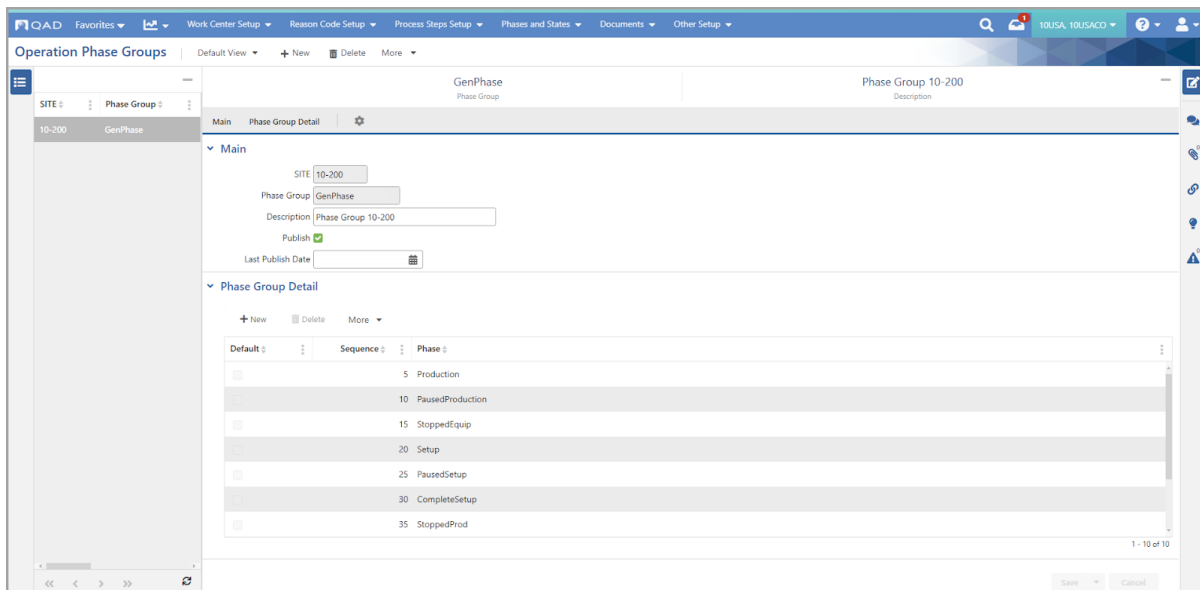 QAD Favorites Work Center Setup Reason Code Setup Process Steps Setup Phases and States Documents Other Setup 1 10USA, 10USACO ?
Operation Phase Groups Default View + New Delete More
GenPhase Phase Group 10-200
Phase Group Description
SITE Phase Group
10-200 GenPhase
Main Phase Group Detail
Main
SITE 10-200
Phase Group GenPhase
Description Phase Group 10-200
Publish
Last Publish Date
Phase Group Detail
+ New Delete More
Default Sequence Phase
5 Production
10 PausedProduction
15 StoppedEquip
20 Setup
25 PausedSetup
30 CompleteSetup
35 StoppedProd
1 - 10 of 10
Save Cancel